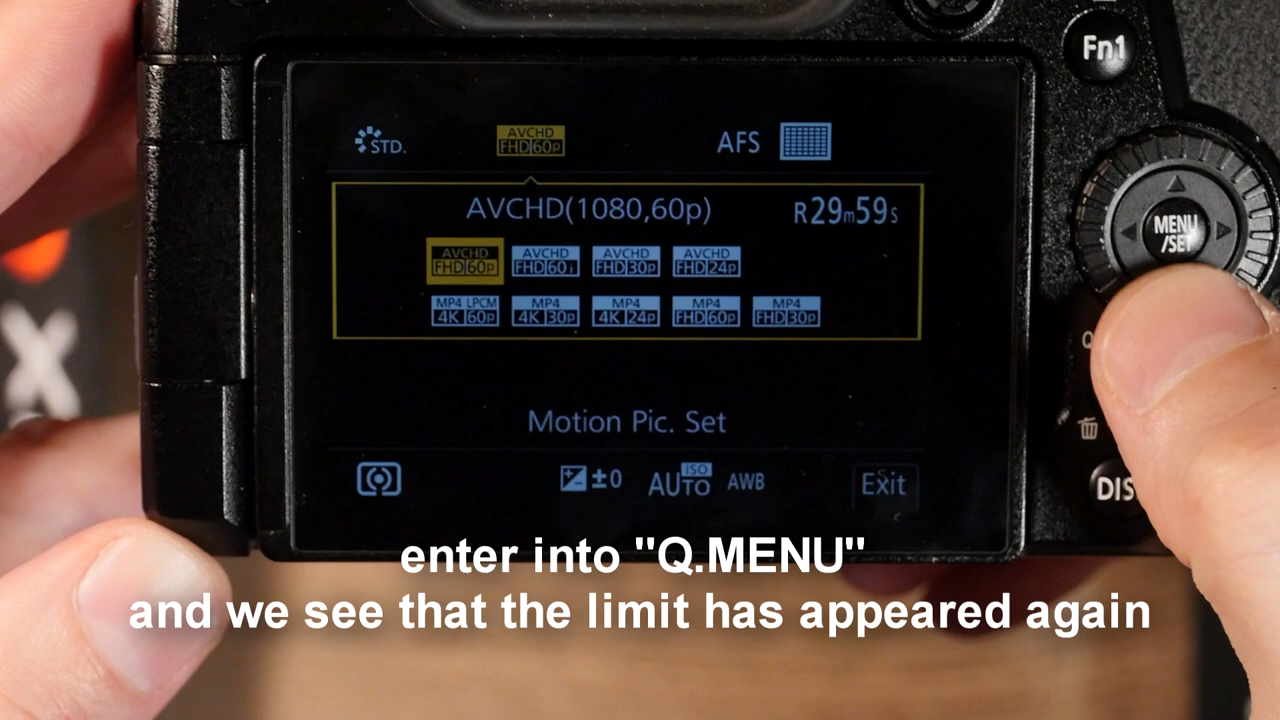 Fn1
STD.
AVCHD
FHD 60p
AFS
AVCHD(1080,60p)
R29m59s
MENU
/SET
AVCHD
FHD 60p
AVCHD
FHD 60i
AVCHD
FHD 30p
AVCHD
FHD 24p
MP4 LPCM
4K 60p
MP4
4K 30p
MP4
4K 24p
MP4
FHD 60p
MP4
FHD 30p
X
Q
Motion Pic. Set
±0
ISO
AUTO
AWB
Exit
DIS
enter into "Q.MENU"
and we see that the limit has appeared again